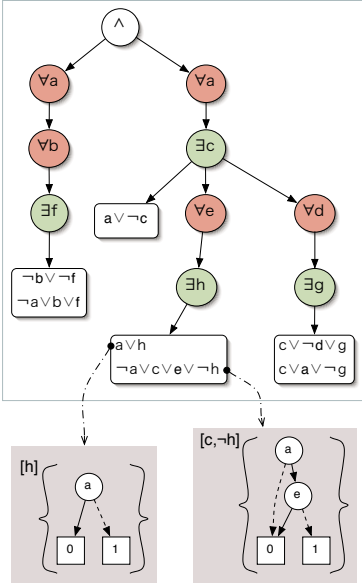 ∧
∀a ∀a
∀b ∃c
∃f a∨¬c ∀e ∀d
¬b∨¬f
¬a∨b∨f
∃h ∃g
a∨h
¬a∨c∨e∨¬h
c∨¬d∨g
c∨a∨¬g
[h]
a
0 1
[c,¬h]
a
e
0 1